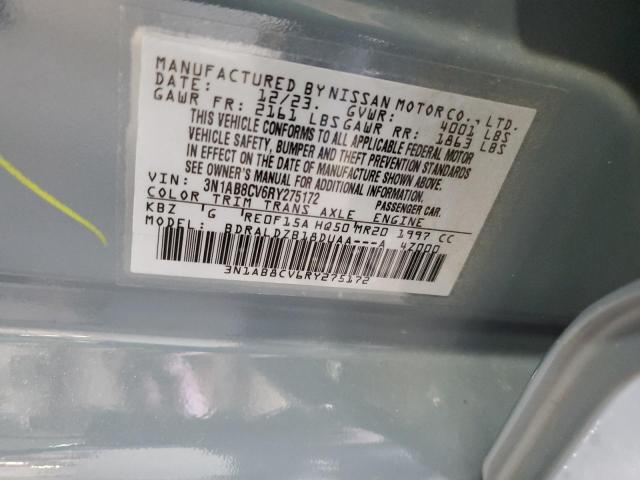 MANUFACTURED BY NISSAN MOTOR CO., LTD.
DATE: 12/23. GVWR: 4001 LBS
GAWR FR: 2161 LBS GAWR RR: 1863 LBS
THIS VEHICLE CONFORMS TO ALL APPLICABLE FEDERAL MOTOR
VEHICLE SAFETY, BUMPER AND THEFT PREVENTION STANDARDS
IN EFFECT ON THE DATE OF MANUFACTURE SHOWN ABOVE.
SEE OWNER'S MANUAL AND INFORMATION.
VIN: 3N1AB8CV6RY275172 PASSENGER CAR.
COLOR TRIM TRANS AXLE ENGINE
KBZ G RE0F15A HQ50 MR20 1997 CC
MODEL: BDRALDZB18DUAA---A 4Z000
3N1AB8CV6RY275172